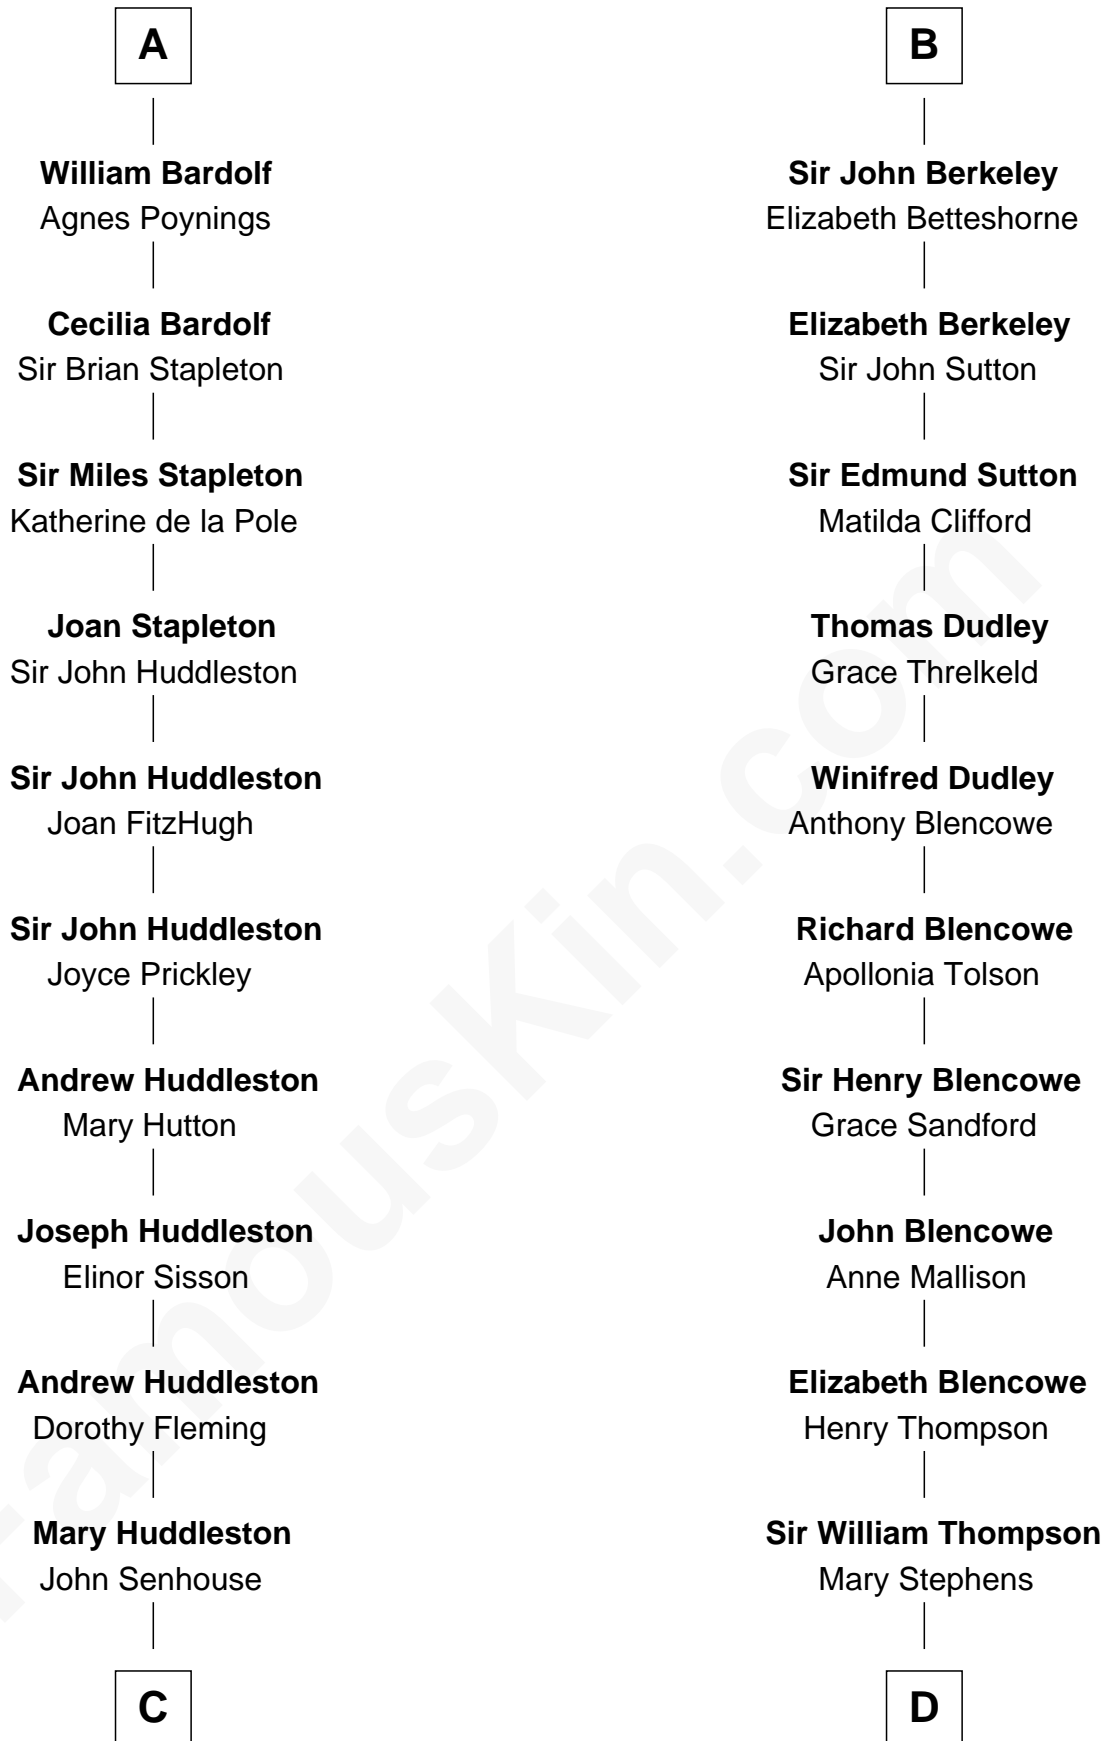 A
William Bardolf
Agnes Poynings
Cecilia Bardolf
Sir Brian Stapleton
Sir Miles Stapleton
Katherine de la Pole
Joan Stapleton
Sir John Huddleston
Sir John Huddleston
Joan FitzHugh
Sir John Huddleston
Joyce Prickley
Andrew Huddleston
Mary Hutton
Joseph Huddleston
Elinor Sisson
Andrew Huddleston
Dorothy Fleming
Mary Huddleston
John Senhouse
C
B
Sir John Berkeley
Elizabeth Betteshorne
Elizabeth Berkeley
Sir John Sutton
Sir Edmund Sutton
Matilda Clifford
Thomas Dudley
Grace Threlkeld
Winifred Dudley
Anthony Blencowe
Richard Blencowe
Apollonia Tolson
Sir Henry Blencowe
Grace Sandford
John Blencowe
Anne Mallison
Elizabeth Blencowe
Henry Thompson
Sir William Thompson
Mary Stephens
D
FamousKin.com